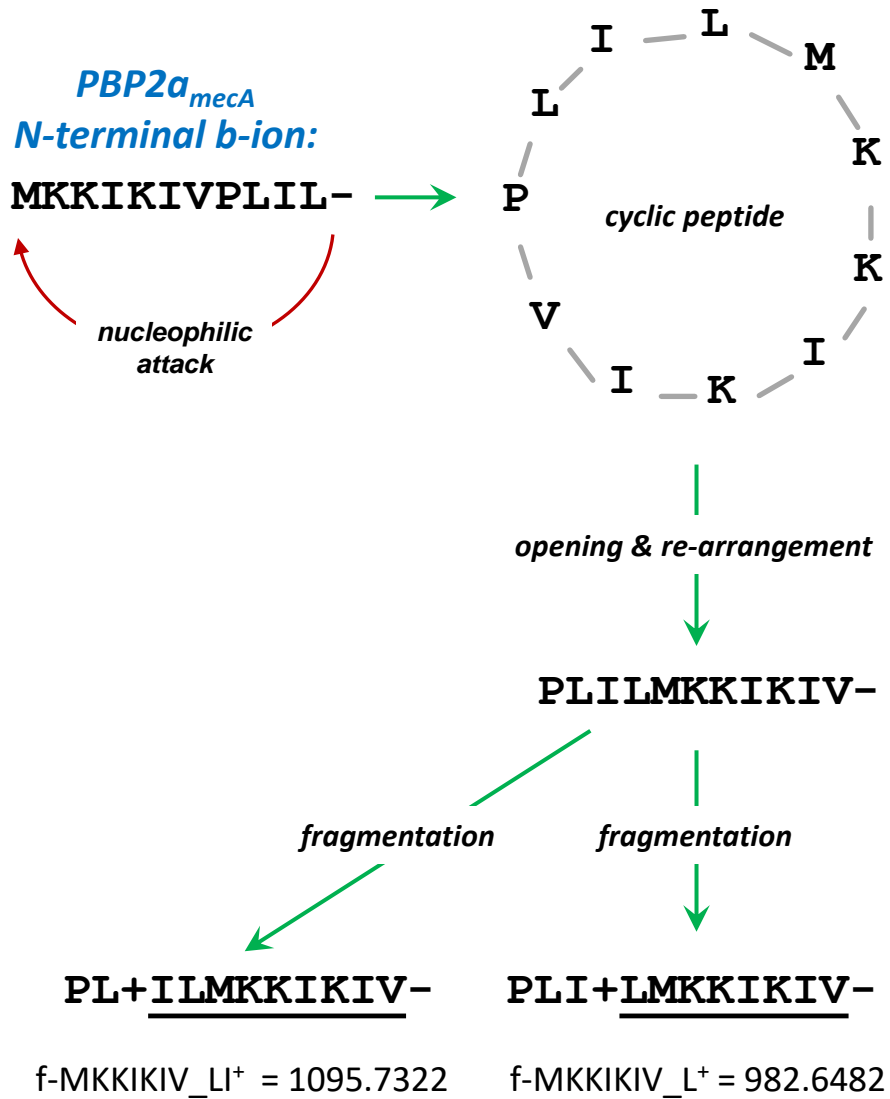 PBP2a_mecA
N-terminal b-ion:
MKKIKIVPLIL–
nucleophilic
attack
I
L
M
K
K
I
K
I
V
P
L
cyclic peptide
opening & re-arrangement
PLILMKKIKIV–
fragmentation
fragmentation
PL+ILMKKIKIV–
PLI+LMKKIKIV–
f-MKKIKIV_LI⁺ = 1095.7322
f-MKKIKIV_L⁺ = 982.6482